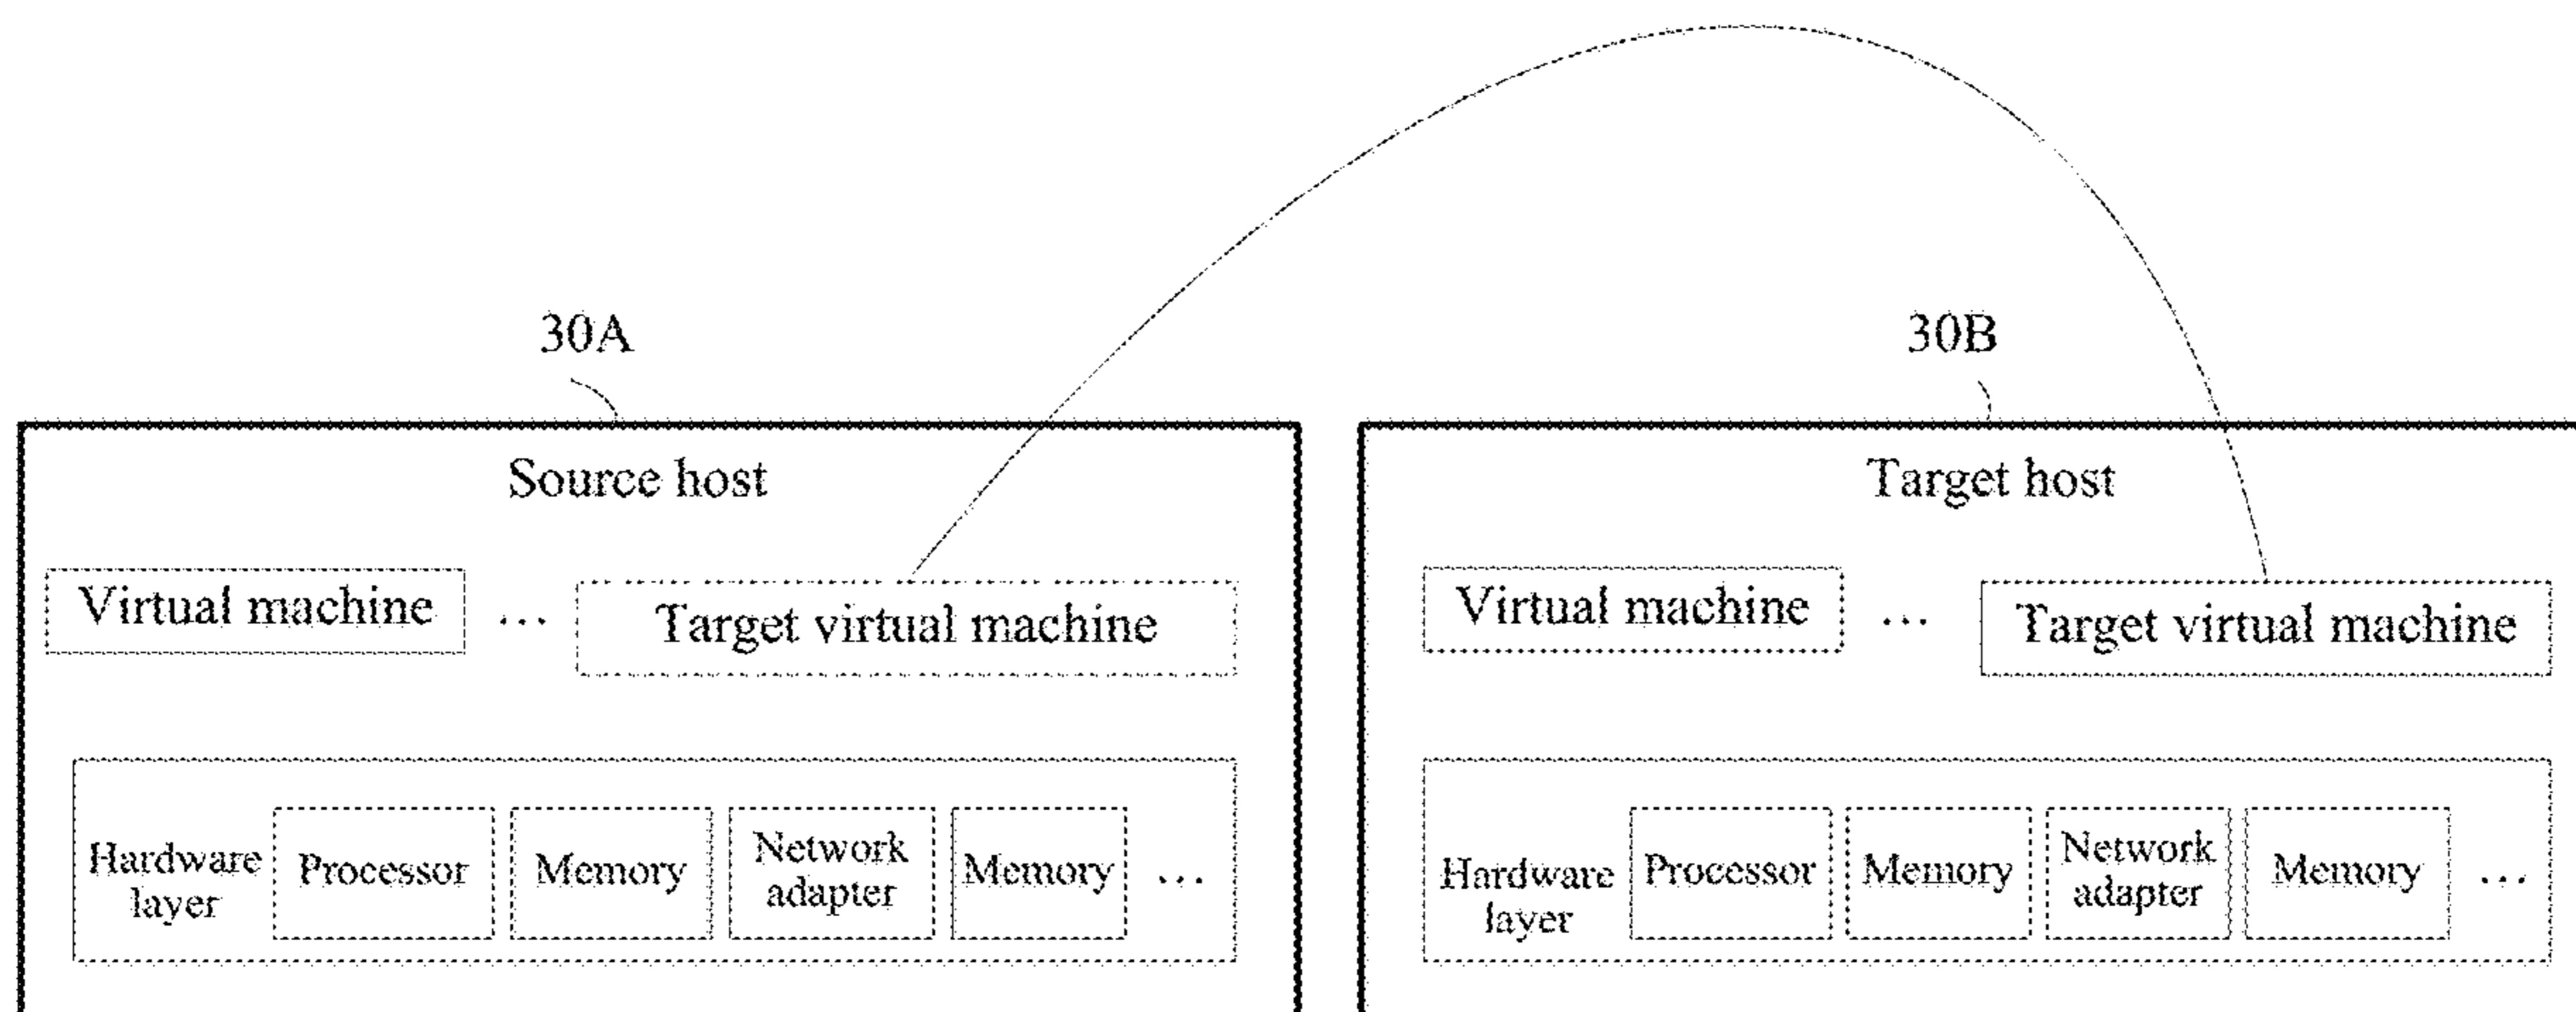 30A
30B
Source host
Virtual machine
...
Target virtual machine
Hardware
layer
Processor
Memory
Network
adapter
Memory
...
Target host
Virtual machine
...
Target virtual machine
Hardware
layer
Processor
Memory
Network
adapter
Memory
...